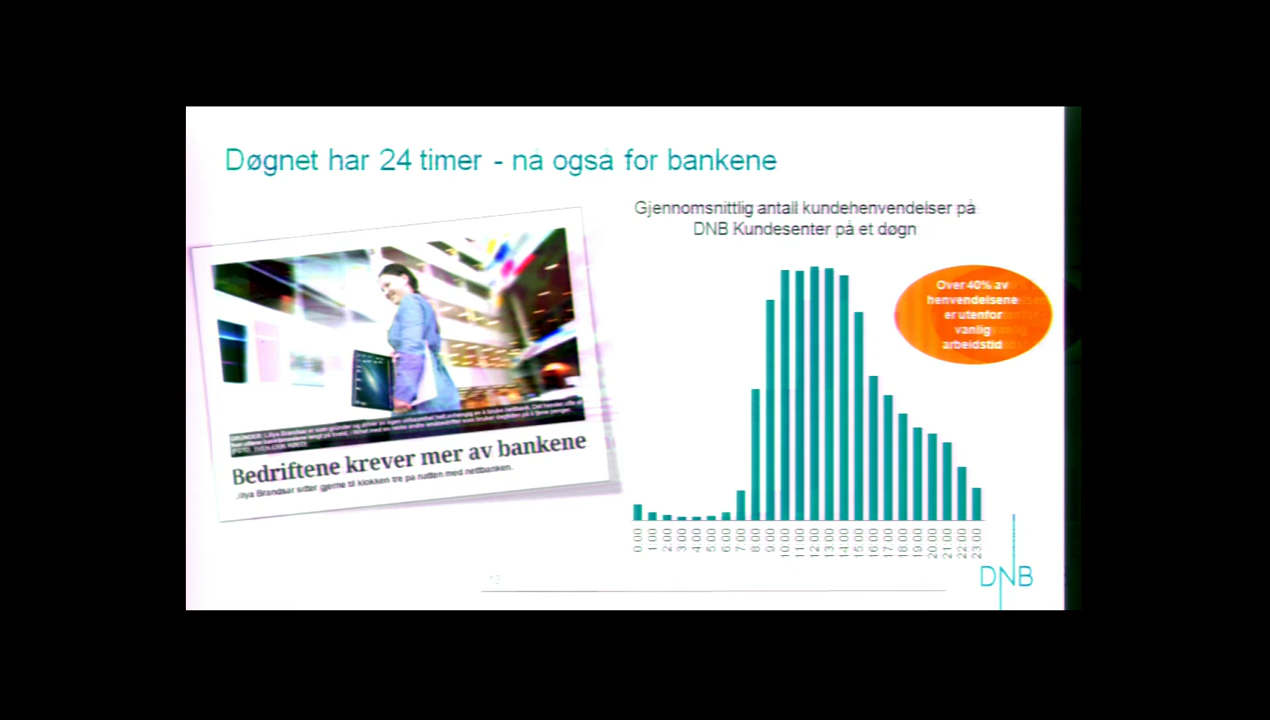 Døgnet har 24 timer - nå også for bankene
Gjennomsnittlig antall kundehenvendelser på
DNB Kundesenter på et døgn
Over 40% av
henvendelsene
er utenfor
vanlig
arbeidstid
Bedriftene krever mer av bankene
Brandsar sitter gjerne til klokken tre på natten med nettbanken.
0:00
1:00
2:00
3:00
4:00
5:00
6:00
7:00
8:00
9:00
10:00
11:00
12:00
13:00
14:00
15:00
16:00
17:00
18:00
19:00
20:00
21:00
22:00
23:00
DNB